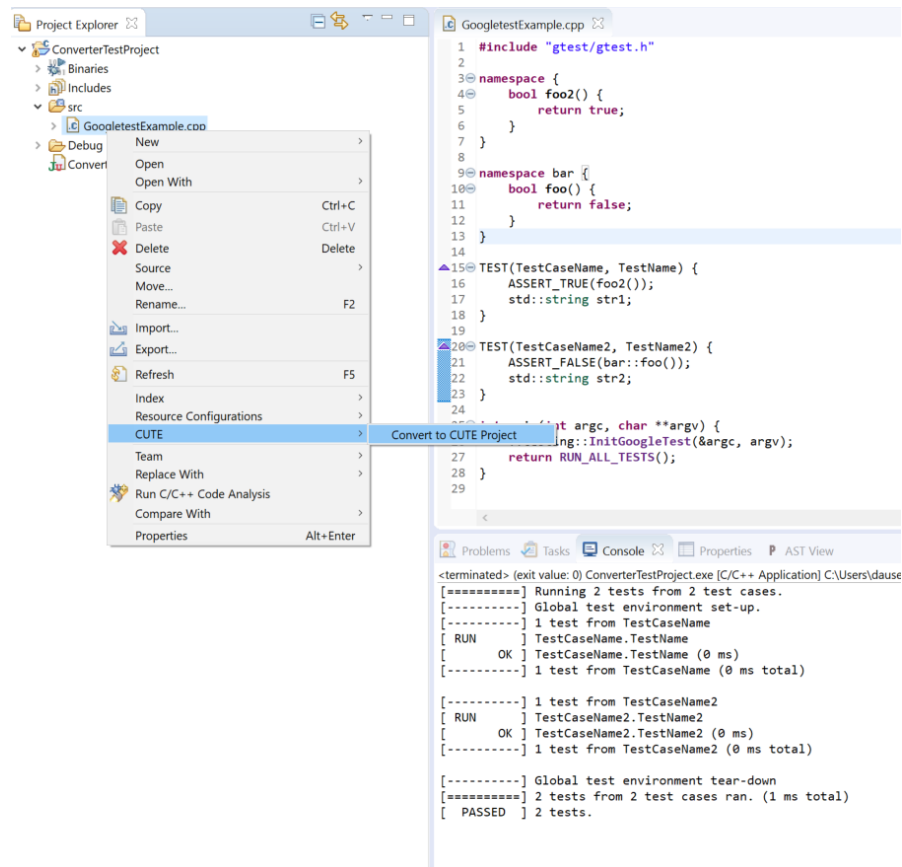 Project Explorer
ConverterTestProject
Binaries
Includes
src
GoogletestExample.cpp
Debug
Convert
New
Open
Open With
Copy Ctrl+C
Paste Ctrl+V
Delete Delete
Source
Move...
Rename... F2
Import...
Export...
Refresh F5
Index
Resource Configurations
CUTE
Convert to CUTE Project
Team
Replace With
Run C/C++ Code Analysis
Compare With
Properties Alt+Enter
GoogletestExample.cpp
1 #include "gtest/gtest.h"
2
3 namespace {
4 bool foo2() {
5 return true;
6 }
7 }
8
9 namespace bar {
10 bool foo() {
11 return false;
12 }
13 }
14
15 TEST(TestCaseName, TestName) {
16 ASSERT_TRUE(foo2());
17 std::string str1;
18 }
19
20 TEST(TestCaseName2, TestName2) {
21 ASSERT_FALSE(bar::foo());
22 std::string str2;
23 }
24
int argc, char **argv) {
ing::InitGoogleTest(&argc, argv);
27 return RUN_ALL_TESTS();
28 }
29
Problems Tasks Console Properties AST View
<terminated> (exit value: 0) ConverterTestProject.exe [C/C++ Application] C:\Users\dause
[==========] Running 2 tests from 2 test cases.
[----------] Global test environment set-up.
[----------] 1 test from TestCaseName
[ RUN      ] TestCaseName.TestName
[       OK ] TestCaseName.TestName (0 ms)
[----------] 1 test from TestCaseName (0 ms total)
[----------] 1 test from TestCaseName2
[ RUN      ] TestCaseName2.TestName2
[       OK ] TestCaseName2.TestName2 (0 ms)
[----------] 1 test from TestCaseName2 (0 ms total)
[----------] Global test environment tear-down
[==========] 2 tests from 2 test cases ran. (1 ms total)
[  PASSED  ] 2 tests.